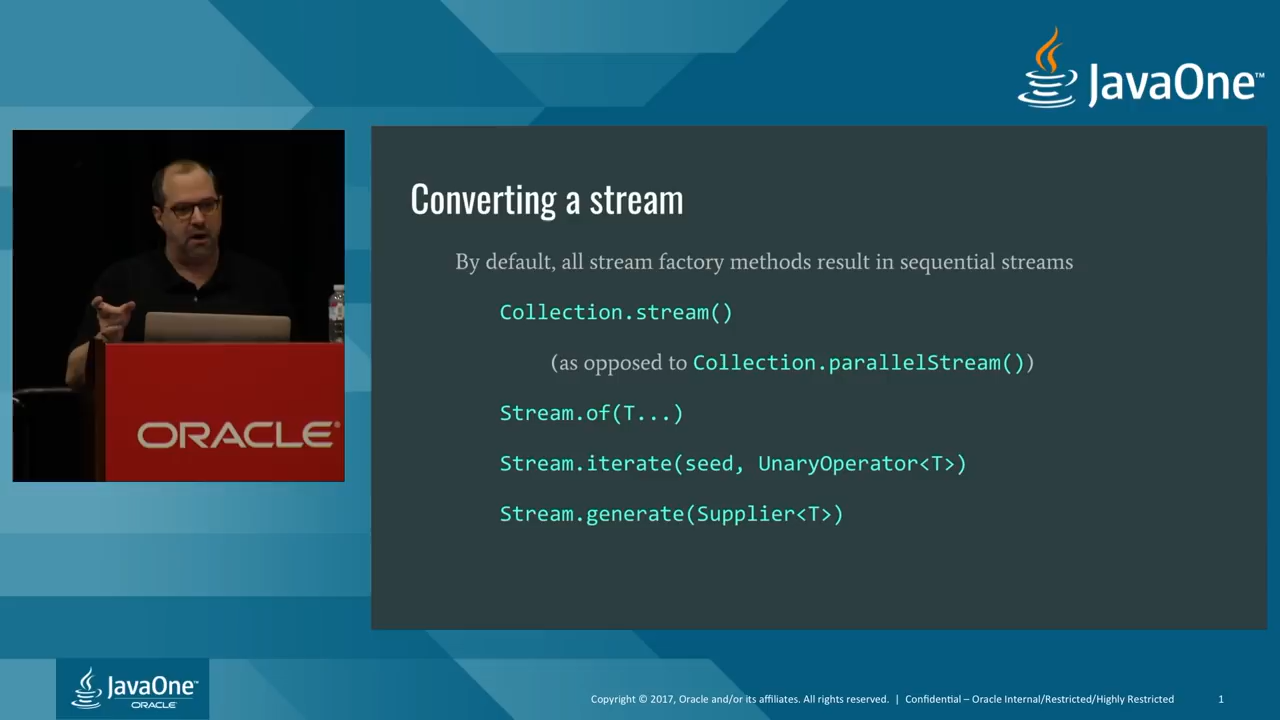 JavaOne™
Converting a stream
By default, all stream factory methods result in sequential streams
Collection.stream()
(as opposed to Collection.parallelStream())
Stream.of(T...)
Stream.iterate(seed, UnaryOperator<T>)
Stream.generate(Supplier<T>)
ORACLE®
JavaOne™
ORACLE
Copyright © 2017, Oracle and/or its affiliates. All rights reserved. | Confidential – Oracle Internal/Restricted/Highly Restricted 1